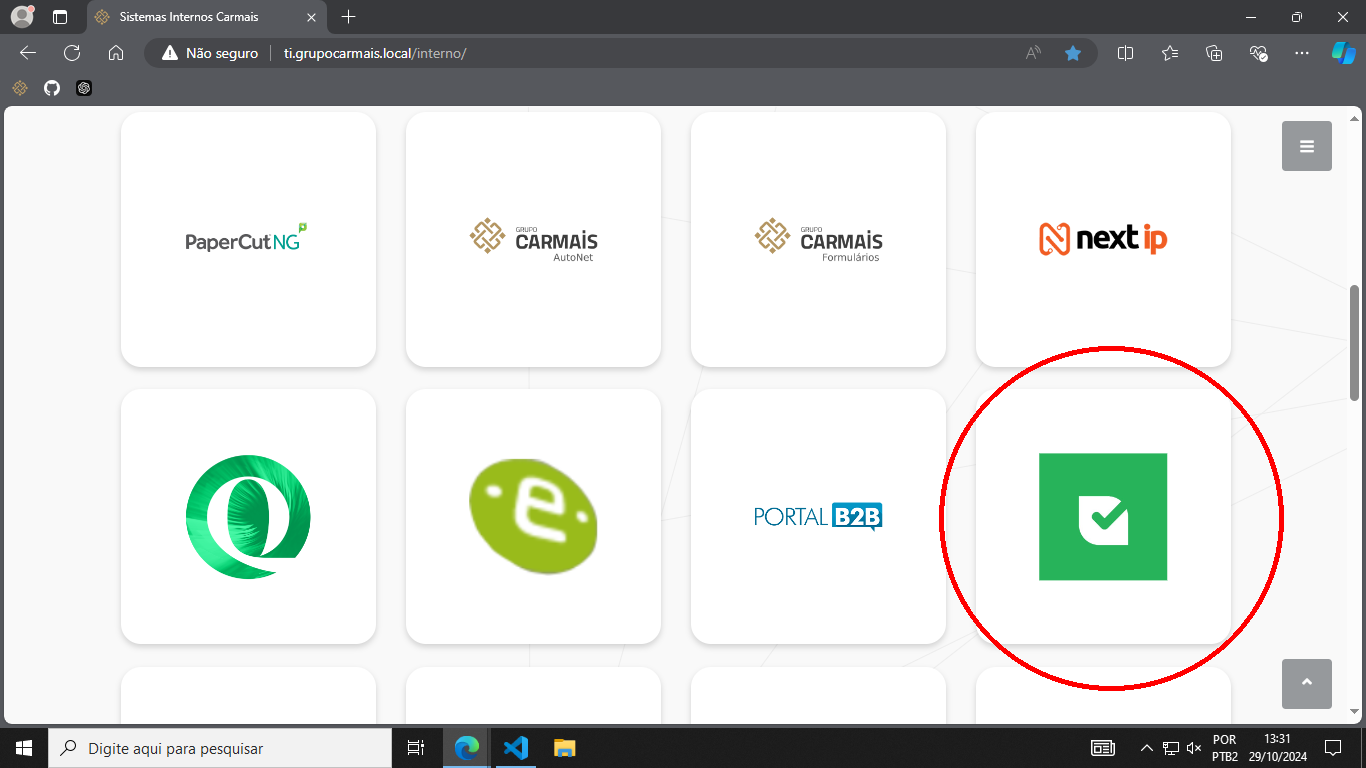 Sistemas Internos Carmais
Não seguro
ti.grupocarmais.local/interno/
PaperCut NG
GRUPO
CARMAIS
AutoNet
GRUPO
CARMAIS
Formulários
next ip
e
PORTAL B2B
Digite aqui para pesquisar
POR
PTB2
13:31
29/10/2024